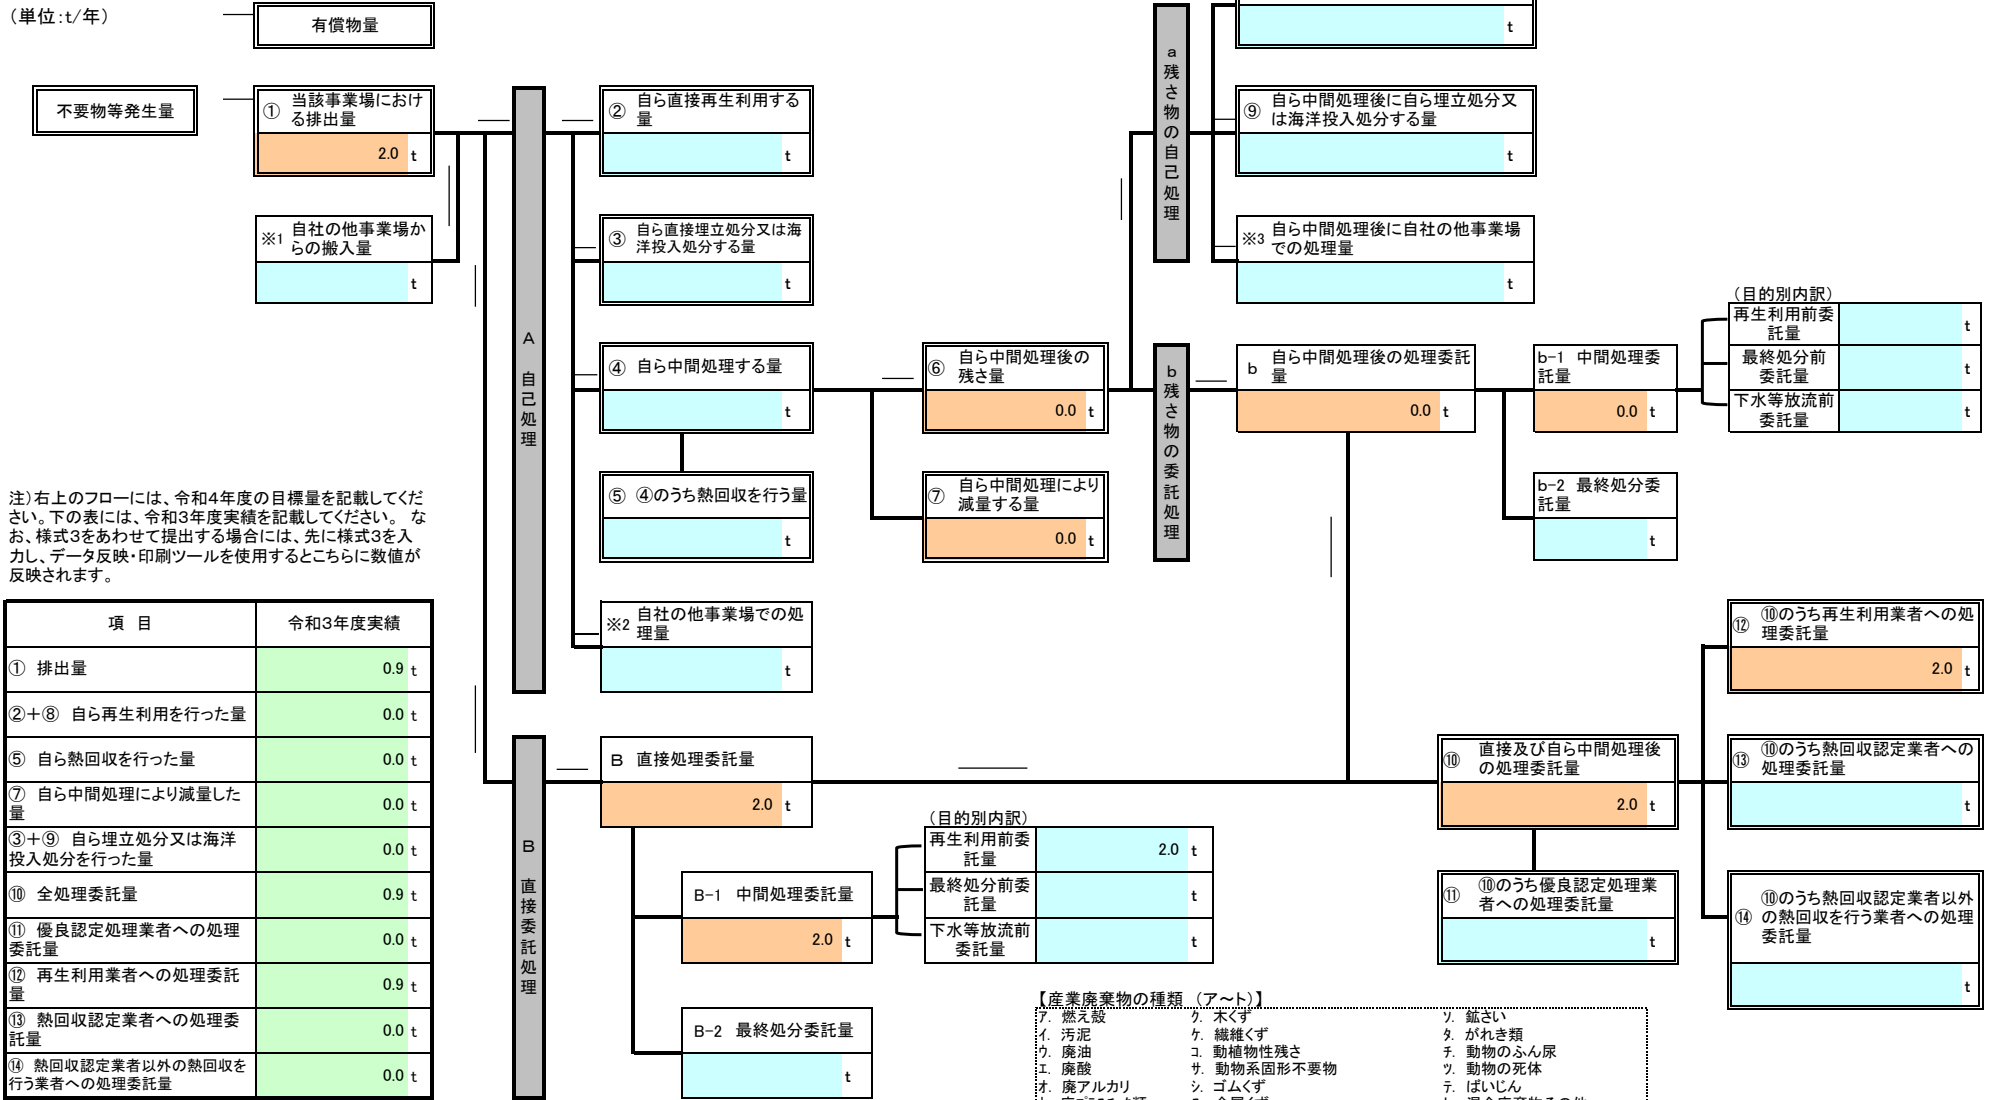 (単位:t/年)
有償物量
t
不要物等発生量
① 当該事業場におけ
る排出量
2.0 t
※1 自社の他事業場か
らの搬入量
t
A 自己処理
② 自ら直接再生利用する
量
t
③ 自ら直接埋立処分又は海
洋投入処分する量
t
④ 自ら中間処理する量
t
⑤ ④のうち熱回収を行う量
t
※2 自社の他事業場での処
理量
t
⑥ 自ら中間処理後の
残さ量
0.0 t
⑦ 自ら中間処理により
減量する量
0.0 t
a 残さ物の自己処理
⑨ 自ら中間処理後に自ら埋立処分又
は海洋投入処分する量
t
※3 自ら中間処理後に自社の他事業場
での処理量
t
b 残さ物の委託処理
b 自ら中間処理後の処理委託
量
0.0 t
b-1 中間処理委
託量
0.0 t
b-2 最終処分委
託量
t
(目的別内訳)
再生利用前委
託量
t
最終処分前
委託量
t
下水等放流前
委託量
t
注)右上のフローには、令和4年度の目標量を記載してくだ
さい。下の表には、令和3年度実績を記載してください。 な
お、様式3をあわせて提出する場合には、先に様式3を入
力し、データ反映・印刷ツールを使用するとこちらに数値が
反映されます。
項 目 令和3年度実績
① 排出量 0.9 t
②+⑧ 自ら再生利用を行った量 0.0 t
⑤ 自ら熱回収を行った量 0.0 t
⑦ 自ら中間処理により減量した
量 0.0 t
③+⑨ 自ら埋立処分又は海洋
投入処分を行った量 0.0 t
⑩ 全処理委託量 0.9 t
⑪ 優良認定処理業者への処理
委託量 0.0 t
⑫ 再生利用業者への処理委託
量 0.9 t
⑬ 熱回収認定業者への処理委
託量 0.0 t
⑭ 熱回収認定業者以外の熱回収を
行う業者への処理委託量 0.0 t
B 直接委託処理
B 直接処理委託量
2.0 t
B-1 中間処理委託量
2.0 t
B-2 最終処分委託量
t
(目的別内訳)
再生利用前委
託量
2.0 t
最終処分前委
託量
t
下水等放流前
委託量
t
⑩ 直接及び自ら中間処理後
の処理委託量
2.0 t
⑪ ⑩のうち優良認定処理業
者への処理委託量
t
⑫ ⑩のうち再生利用業者への処
理委託量
2.0 t
⑬ ⑩のうち熱回収認定業者への
処理委託量
t
⑭ ⑩のうち熱回収認定業者以外
の熱回収を行う業者への処理
委託量
t
【産業廃棄物の種類 (ア~ト)】
ア. 燃え殻 ク. 木くず ソ. 鉱さい
イ. 汚泥 ケ. 繊維くず タ. がれき類
ウ. 廃油 コ. 動植物性残さ チ. 動物のふん尿
エ. 廃酸 サ. 動物系固形不要物 ツ. 動物の死体
オ. 廃アルカリ シ. ゴムくず テ. ばいじん